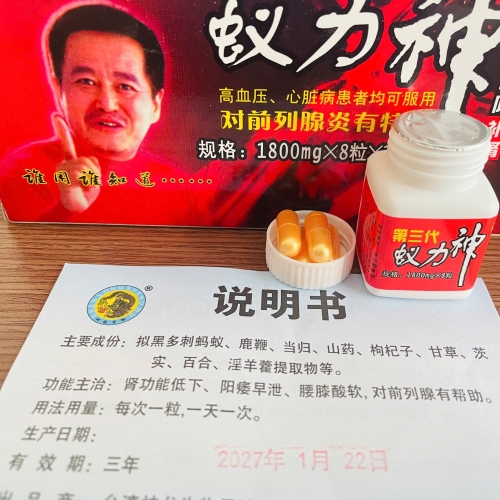 蚁力神
高血压、心脏病患者均可服用
对前列腺炎有特
规格：1800mg×8粒×
谁用谁知道······
第三代
蚁力神
规格：1800mg×8粒
®
说明书
主要成份：拟黑多刺蚂蚁、鹿鞭、当归、山药、枸杞子、甘草、茨
实、百合、淫羊藿提取物等。
功能主治：肾功能低下、阳痿早泄、腰膝酸软，对前列腺有帮助。
用法用量：每次一粒，一天一次。
生产日期：
有 效 期：三年
2027年 1月 22日